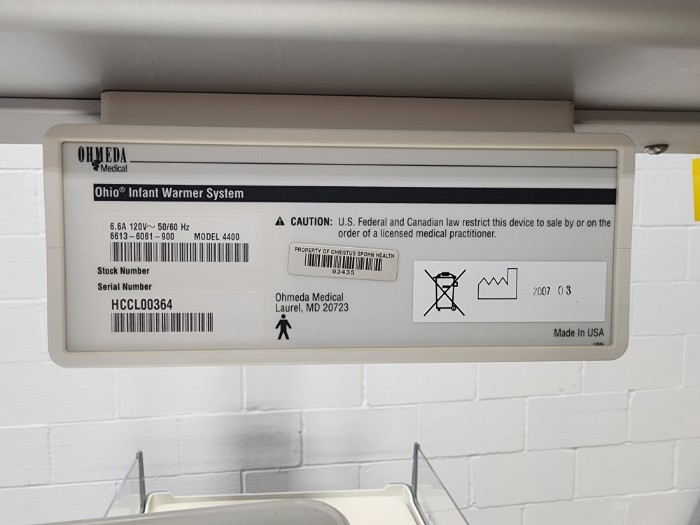 OHMEDA
Medical
Ohio® Infant Warmer System
6.6A 120V~ 50/60 Hz
6613-6061-900 MODEL 4400
Stock Number
Serial Number
HCCL00364
CAUTION: U.S. Federal and Canadian law restrict this device to sale by or on the
order of a licensed medical practitioner.
PROPERTY OF CHRISTUS SPOHN HEALTH
93435
Ohmeda Medical
Laurel, MD 20723
2007 03
Made in USA